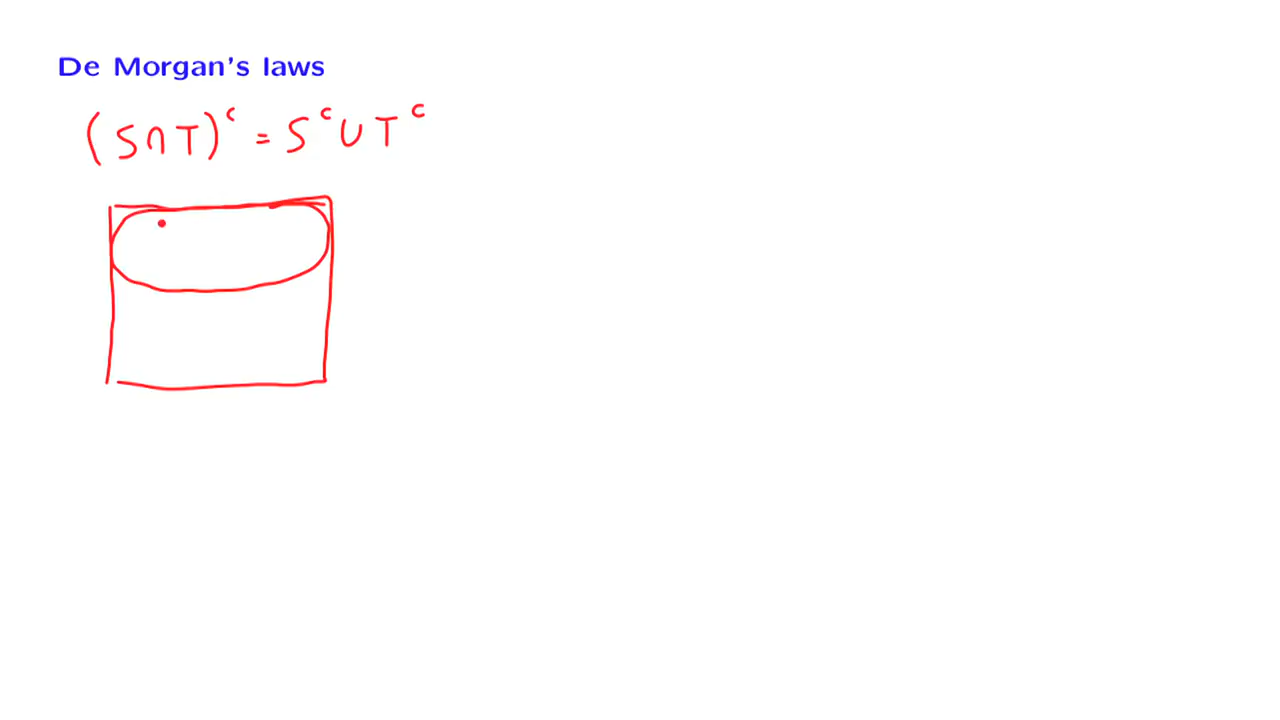 De Morgan's laws
(S∩T)ᶜ = Sᶜ∪Tᶜ